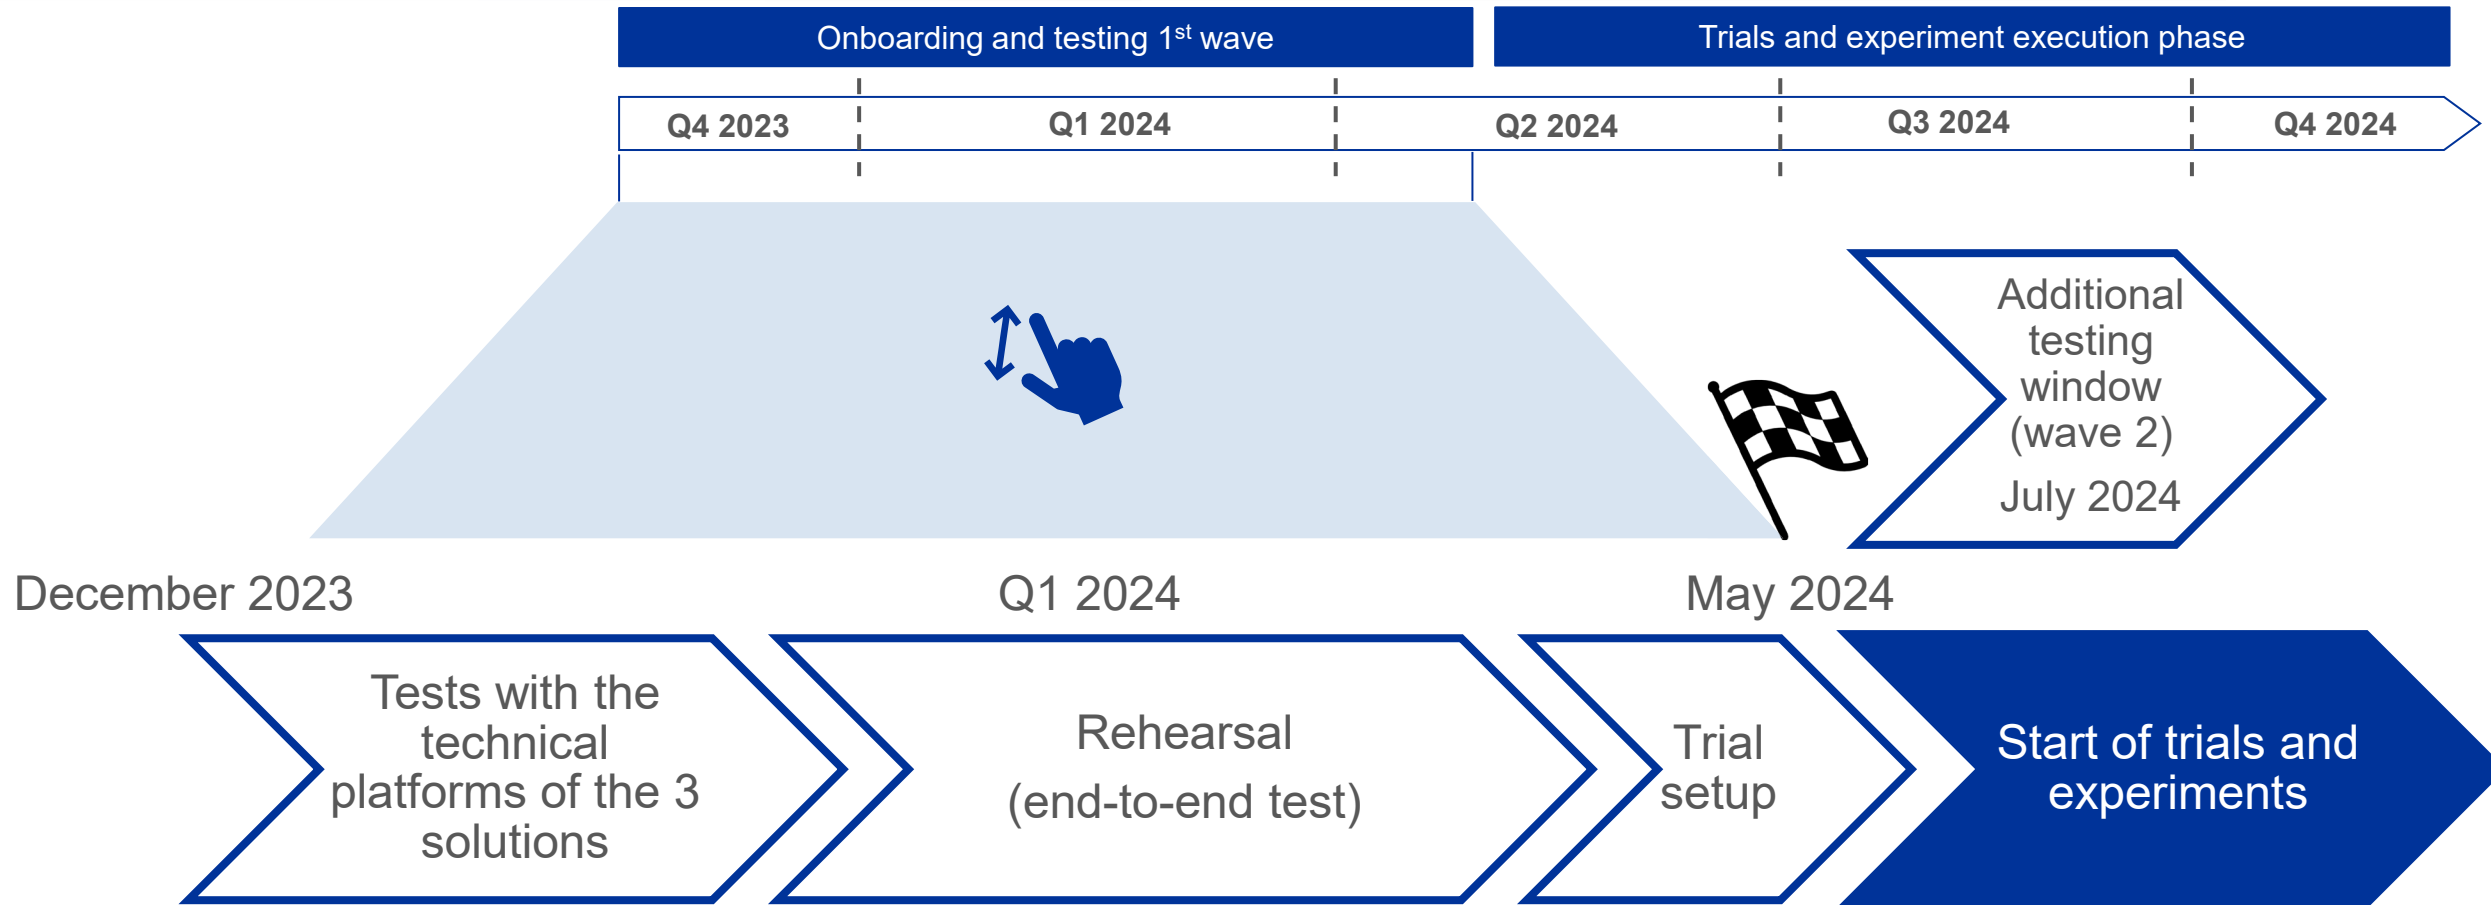 Onboarding and testing 1st wave
Trials and experiment execution phase
Q4 2023
Q1 2024
Q2 2024
Q3 2024
Q4 2024
Additional
testing
window
(wave 2)
July 2024
December 2023
Q1 2024
May 2024
Tests with the
technical
platforms of the 3
solutions
Rehearsal
(end-to-end test)
Trial
setup
Start of trials and
experiments